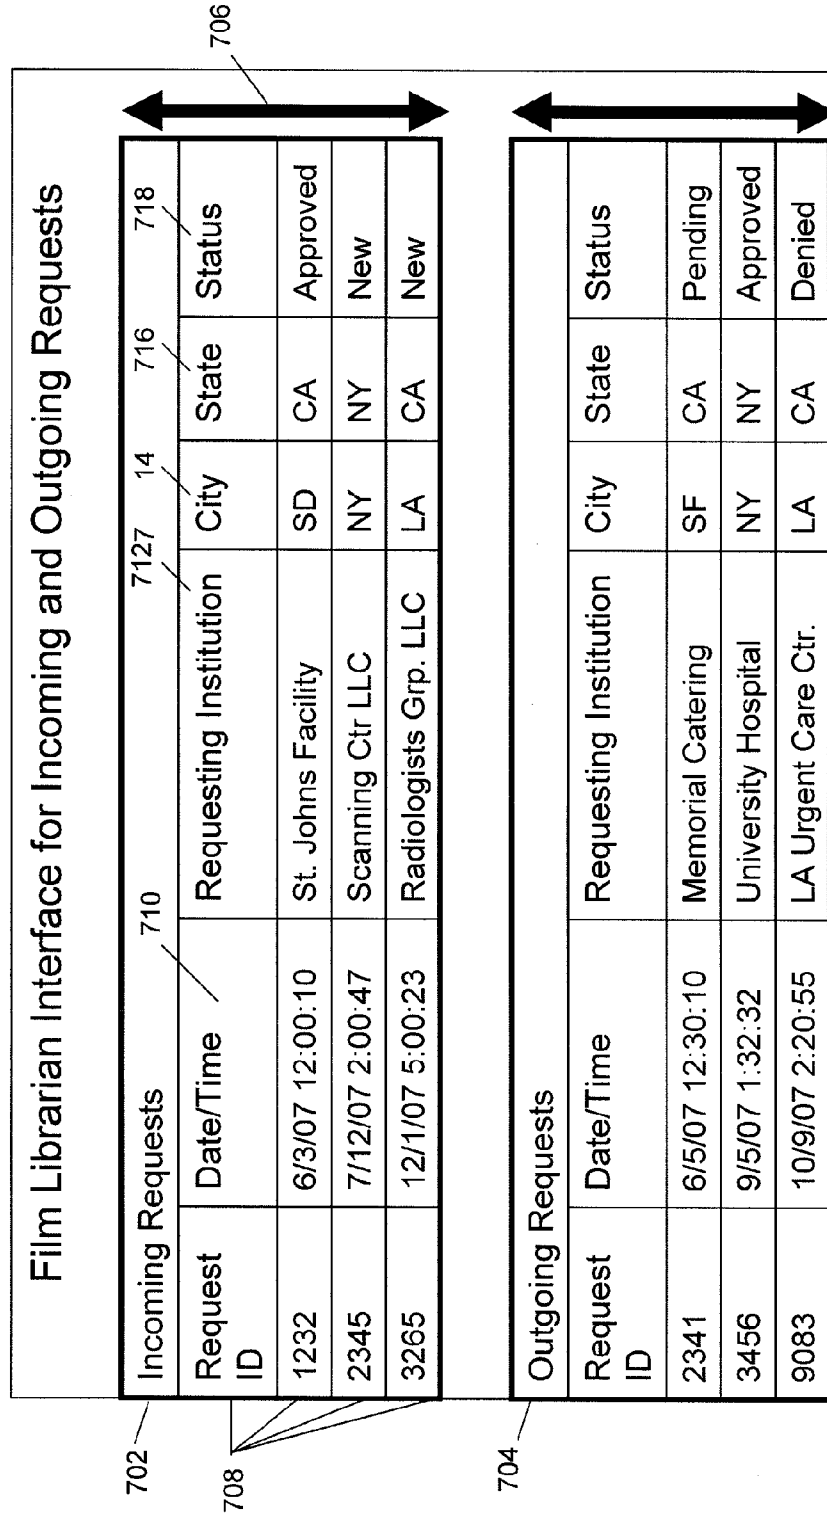 Film Librarian Interface for Incoming and Outgoing Requests
702
706
Incoming Requests
710 7127 14 716 718
Request ID Date/Time Requesting Institution City State Status
708
1232 6/3/07 12:00:10 St. Johns Facility SD CA Approved
2345 7/12/07 2:00:47 Scanning Ctr LLC NY NY New
3265 12/1/07 5:00:23 Radiologists Grp. LLC LA CA New
704
Outgoing Requests
Request ID Date/Time Requesting Institution City State Status
2341 6/5/07 12:30:10 Memorial Catering SF CA Pending
3456 9/5/07 1:32:32 University Hospital NY NY Approved
9083 10/9/07 2:20:55 LA Urgent Care Ctr. LA CA Denied